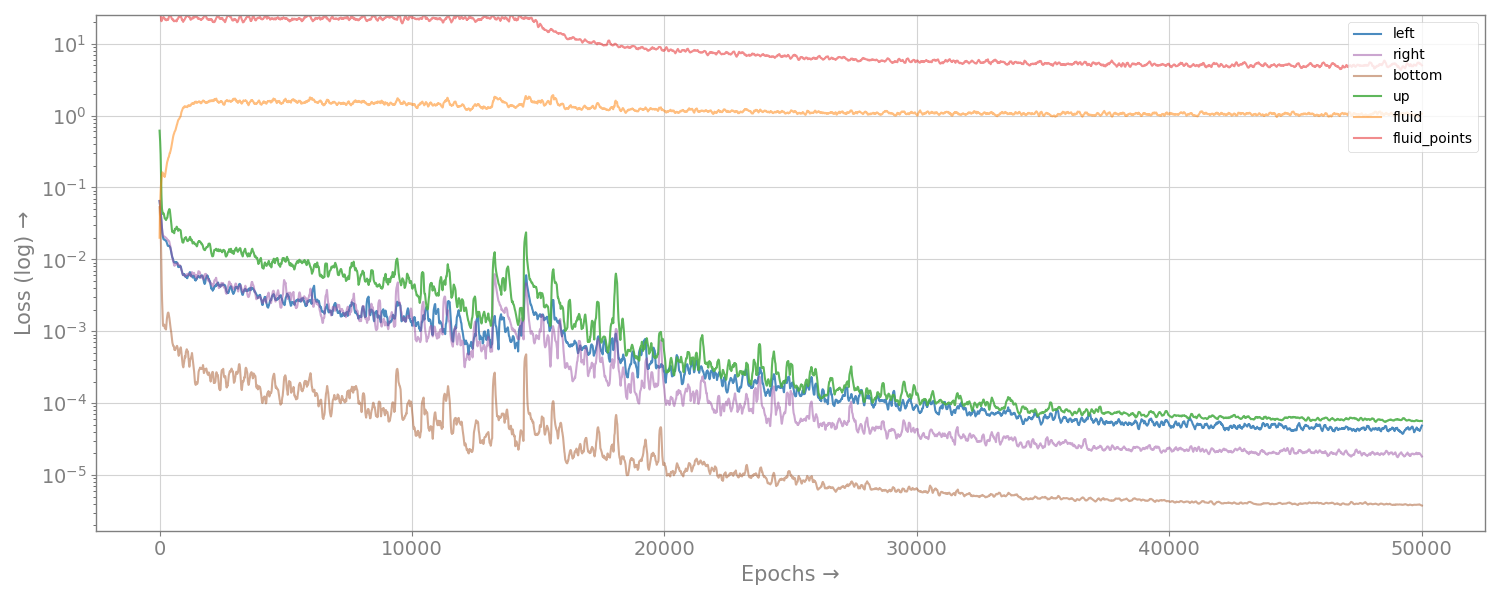 Loss (log) →
10¹
10⁰
10⁻¹
10⁻²
10⁻³
10⁻⁴
10⁻⁵
left
right
bottom
up
fluid
fluid_points
0 10000 20000 30000 40000 50000
Epochs →